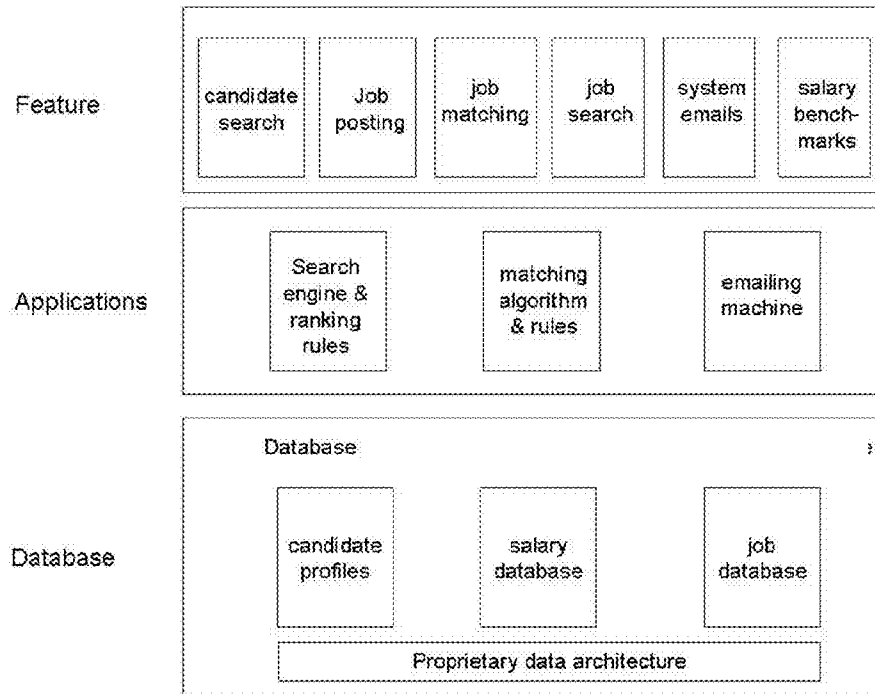 Feature
candidate
search
Job
posting
job
matching
job
search
system
emails
salary
bench-
marks
Applications
Search
engine &
ranking
rules
matching
algorithm
& rules
emailing
machine
Database
Database
candidate
profiles
salary
database
job
database
Proprietary data architecture